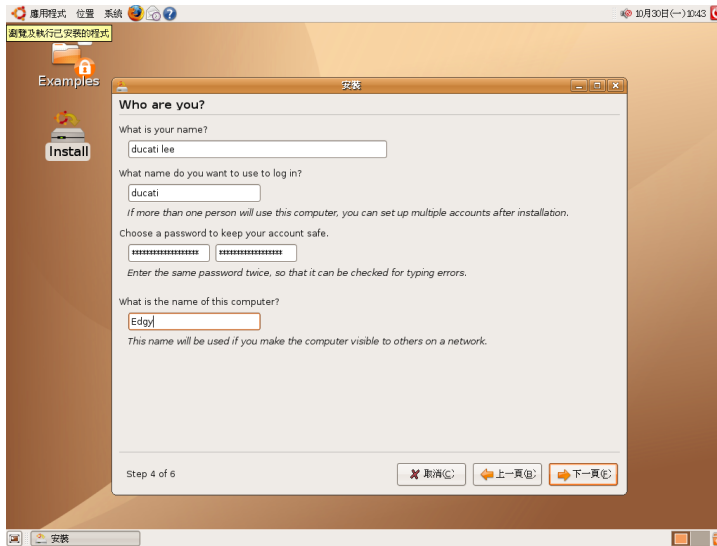 應用程式 位置 系統
10月30日(一)10:43
瀏覽及執行已安裝的程式
Examples
Install
安裝
Who are you?
What is your name?
ducati lee
What name do you want to use to log in?
ducati
If more than one person will use this computer, you can set up multiple accounts after installation.
Choose a password to keep your account safe.
******************* ******************
Enter the same password twice, so that it can be checked for typing errors.
What is the name of this computer?
Edgy
This name will be used if you make the computer visible to others on a network.
Step 4 of 6
取消(C) 上一頁(B) 下一頁(F)
安裝